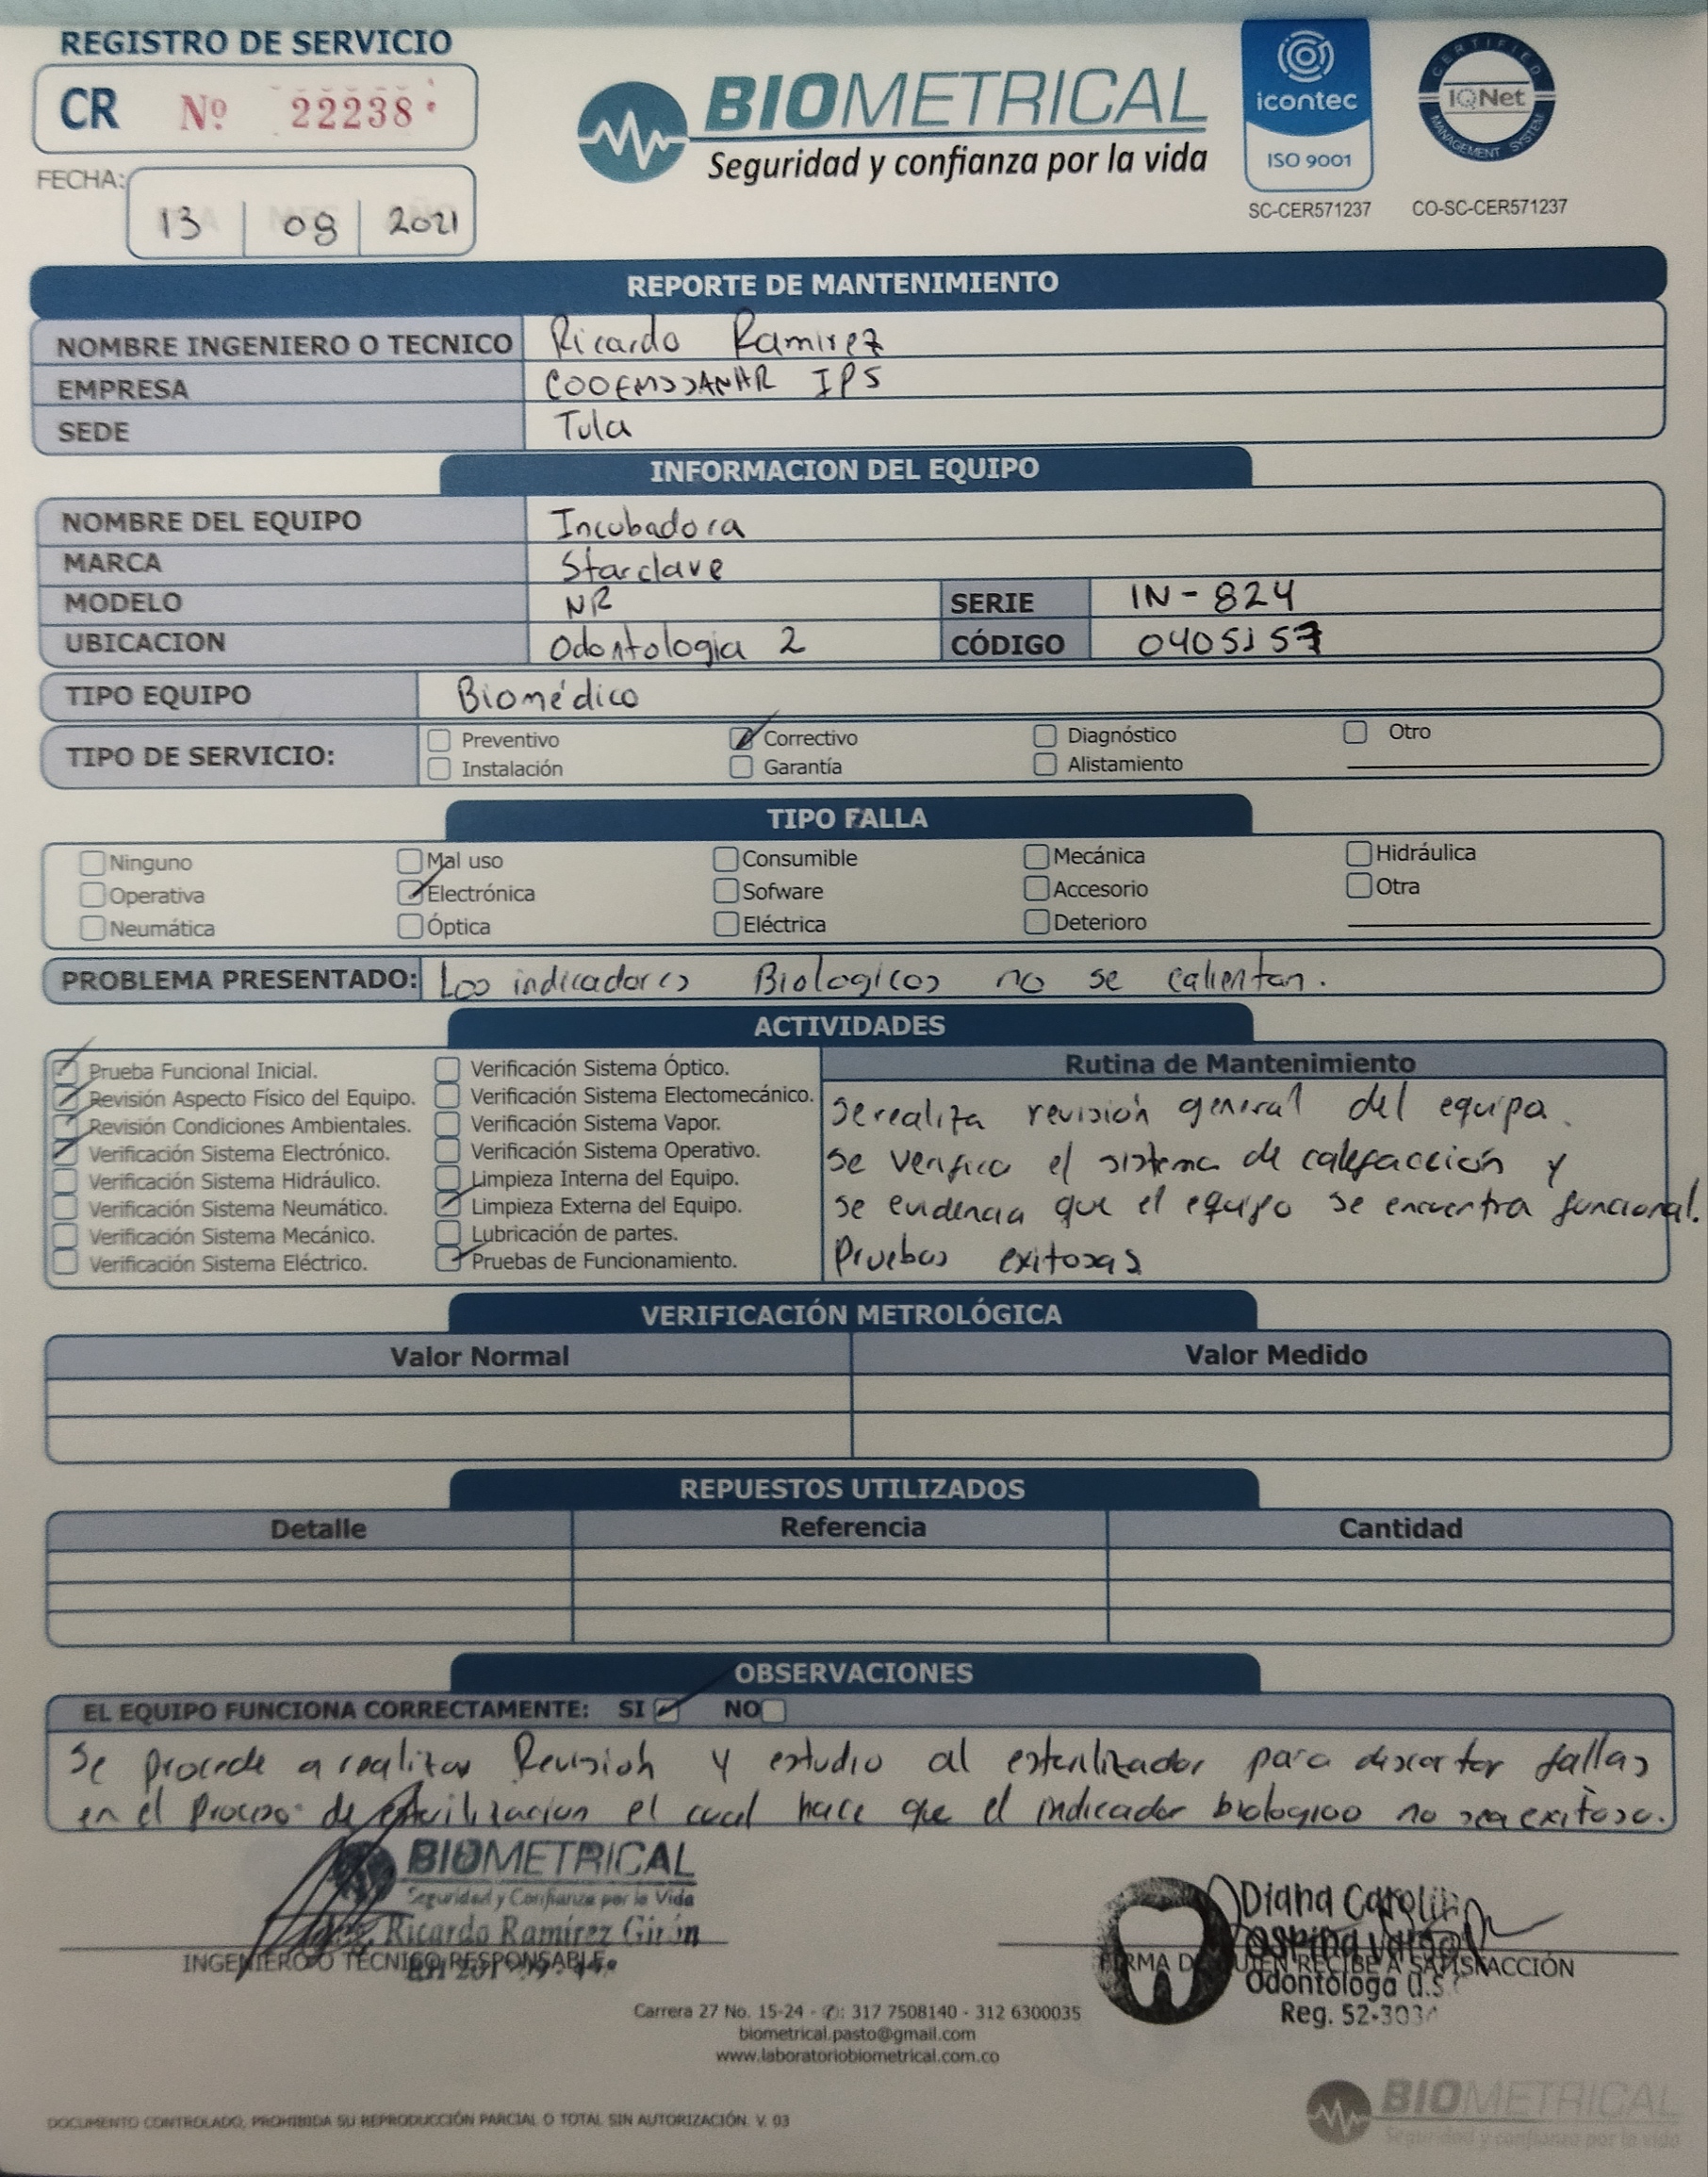 REGISTRO DE SERVICIO
CR Nº 22238
FECHA: 13 08 2021
BIOMETRICAL
Seguridad y confianza por la vida
icontec
ISO 9001
SC-CER571237
CERTIFIED
IQNet
MANAGEMENT SYSTEM
CO-SC-CER571237
REPORTE DE MANTENIMIENTO
NOMBRE INGENIERO O TECNICO Ricardo Ramirez
EMPRESA COOEMSSANAR IPS
SEDE Tula
INFORMACION DEL EQUIPO
NOMBRE DEL EQUIPO Incubadora
MARCA Starclave
MODELO NR SERIE IN-824
UBICACION Odontologia 2 CÓDIGO 0405157
TIPO EQUIPO Biomédico
TIPO DE SERVICIO:
Preventivo Correctivo Diagnóstico Otro
Instalación Garantía Alistamiento
TIPO FALLA
Ninguno Mal uso Consumible Mecánica Hidráulica
Operativa Electrónica Sofware Accesorio Otra
Neumática Óptica Eléctrica Deterioro
PROBLEMA PRESENTADO: Los indicadores Biologicos no se calientan.
ACTIVIDADES
Prueba Funcional Inicial.
Revisión Aspecto Físico del Equipo.
Revisión Condiciones Ambientales.
Verificación Sistema Electrónico.
Verificación Sistema Hidráulico.
Verificación Sistema Neumático.
Verificación Sistema Mecánico.
Verificación Sistema Eléctrico.
Verificación Sistema Óptico.
Verificación Sistema Electomecánico.
Verificación Sistema Vapor.
Verificación Sistema Operativo.
Limpieza Interna del Equipo.
Limpieza Externa del Equipo.
Lubricación de partes.
Pruebas de Funcionamiento.
Rutina de Mantenimiento
Se realiza revisión general del equipo.
Se verifica el sistema de calefacción y
se evidencia que el equipo se encuentra funcional.
Pruebas exitosas
VERIFICACIÓN METROLÓGICA
Valor Normal Valor Medido
REPUESTOS UTILIZADOS
Detalle Referencia Cantidad
OBSERVACIONES
EL EQUIPO FUNCIONA CORRECTAMENTE: SI NO
Se procede a realizar Revisión y estudio al esterilizador para descartar fallas
en el Proceso de esterilizacion el cual hace que el indicador biologico no sea exitoso.
BIOMETRICAL
Seguridad y Confianza por la Vida
Ing. Ricardo Ramírez Girón
INGENIERO O TECNICO RESPONSABLE
Diana Carolin
Ospina Vargas
FIRMA DE QUIEN RECIBE A SATISFACCIÓN
Odontóloga U.S.
Reg. 52-303
Carrera 27 No. 15-24 - ✆: 317 7508140 - 312 6300035
biometrical.pasto@gmail.com
www.laboratoriobiometrical.com.co
DOCUMENTO CONTROLADO, PROHIBIDA SU REPRODUCCIÓN PARCIAL O TOTAL SIN AUTORIZACIÓN. V. 03
BIOMETRICAL
Seguridad y confianza por la vida